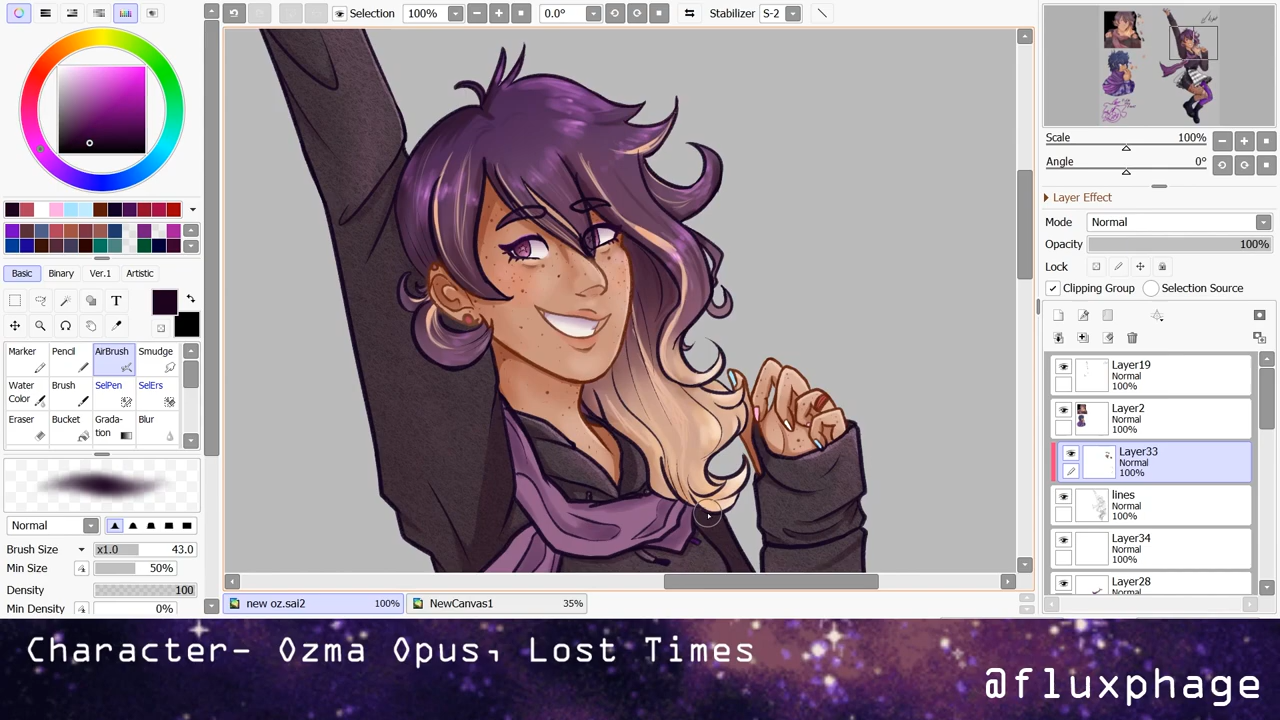 Selection 100% 0.0° Stabilizer S-2
Scale 100%
Angle 0°
Layer Effect
Mode Normal
Opacity 100%
Lock
Clipping Group Selection Source
Basic Binary Ver.1 Artistic
T
Marker Pencil AirBrush Smudge
Water Color Brush SelPen SelErs
Eraser Bucket Gradation Blur
Normal
Brush Size x1.0 43.0
Min Size 50%
Density 100
Min Density 0%
Layer19
Normal
100%
Layer2
Normal
100%
Layer33
Normal
100%
lines
Normal
100%
Layer34
Normal
100%
Layer28
Normal
new oz.sai2 100% NewCanvas1 35%
Character- Ozma Opus, Lost Times
@fluxphage